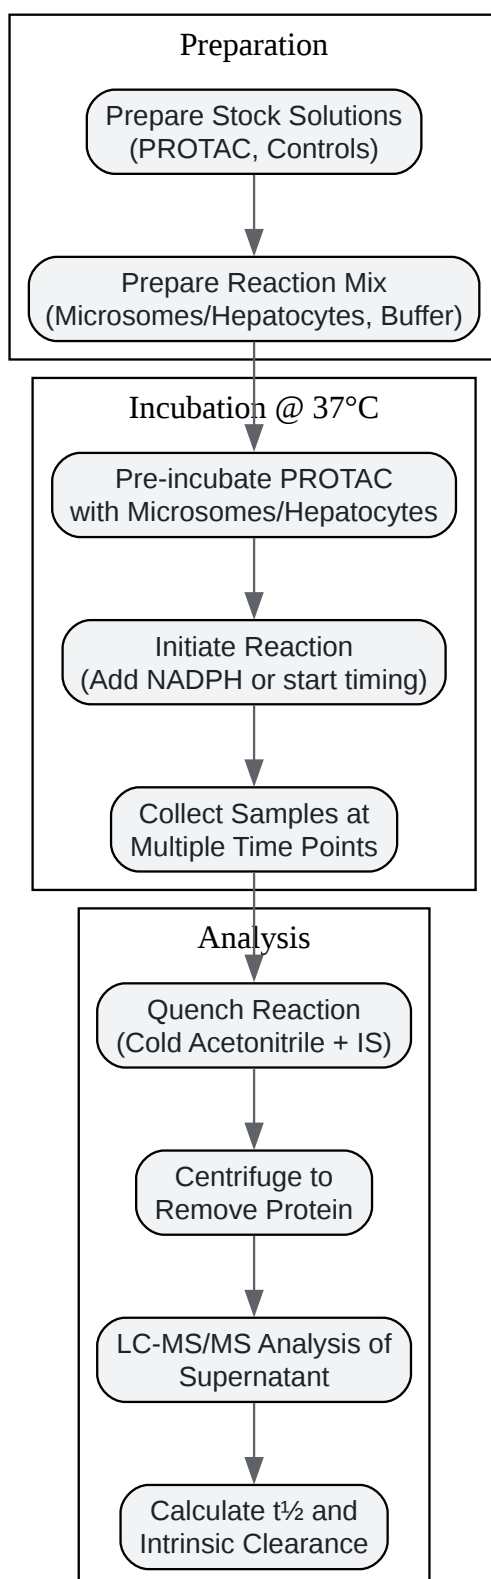 Preparation
Prepare Stock Solutions
(PROTAC, Controls)
Prepare Reaction Mix
(Microsomes/Hepatocytes, Buffer)
Incubation @ 37°C
Pre-incubate PROTAC
with Microsomes/Hepatocytes
Initiate Reaction
(Add NADPH or start timing)
Collect Samples at
Multiple Time Points
Analysis
Quench Reaction
(Cold Acetonitrile + IS)
Centrifuge to
Remove Protein
LC-MS/MS Analysis of
Supernatant
Calculate t½ and
Intrinsic Clearance